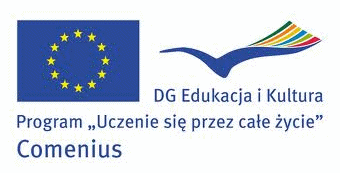 DG Edukacja i Kultura
Program „Uczenie się przez całe życie”
Comenius